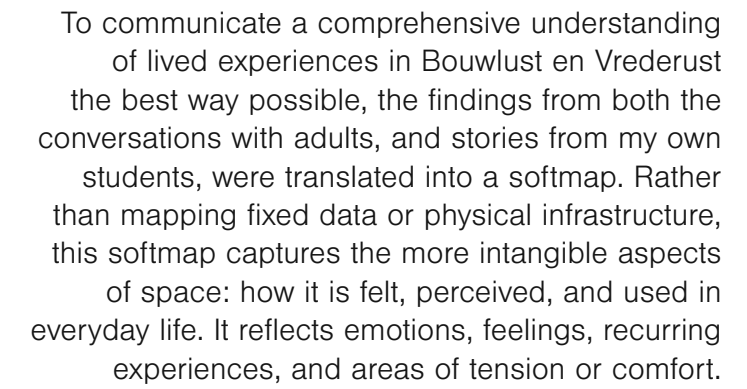 To communicate a comprehensive understanding
of lived experiences in Bouwlust en Vrederust
the best way possible, the findings from both the
conversations with adults, and stories from my own
students, were translated into a softmap. Rather
than mapping fixed data or physical infrastructure,
this softmap captures the more intangible aspects
of space: how it is felt, perceived, and used in
everyday life. It reflects emotions, feelings, recurring
experiences, and areas of tension or comfort.